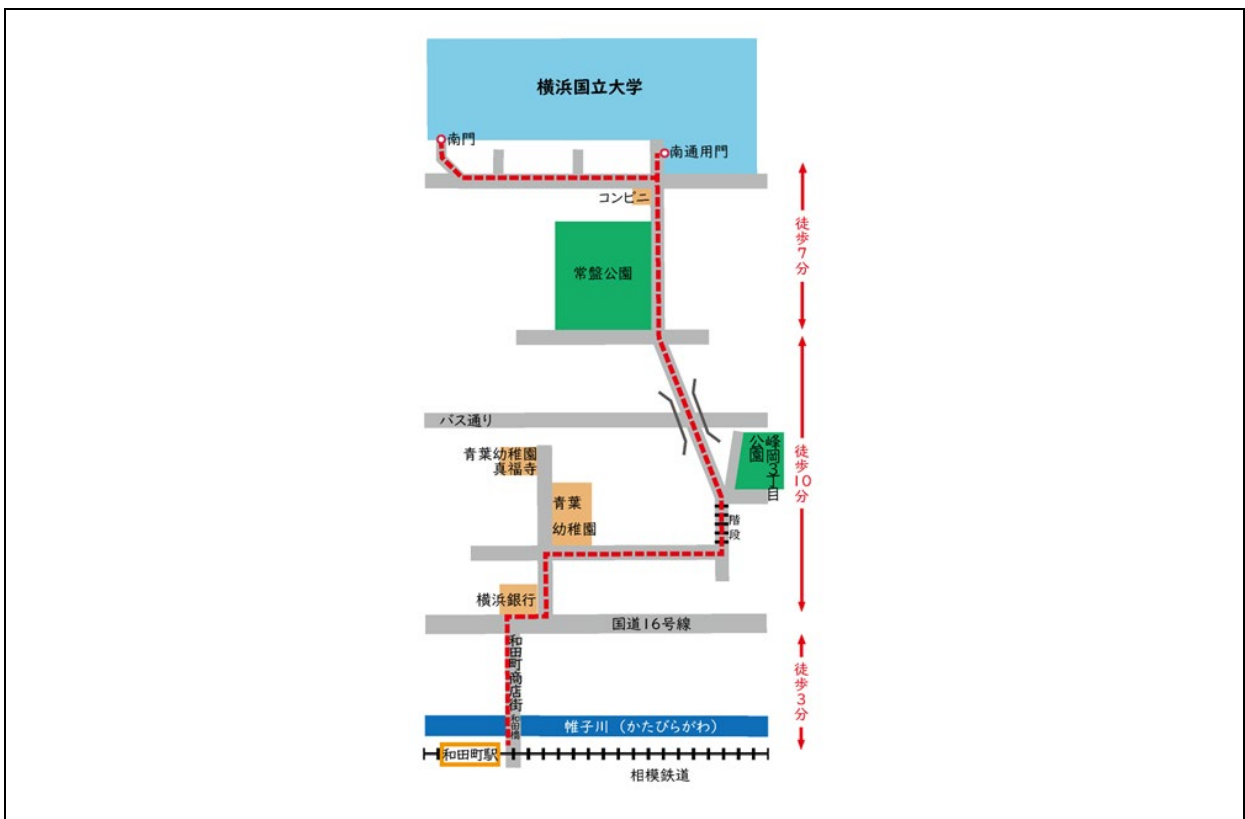 横浜国立大学
南門
南通用門
コンビニ
徒歩7分
常盤公園
バス通り
峰岡3丁目
公園
青葉幼稚園
真福寺
徒歩10分
青葉
幼稚園
階段
横浜銀行
国道16号線
和田町商店街
徒歩3分
和田橋
帷子川（かたびらがわ）
和田町駅
相模鉄道